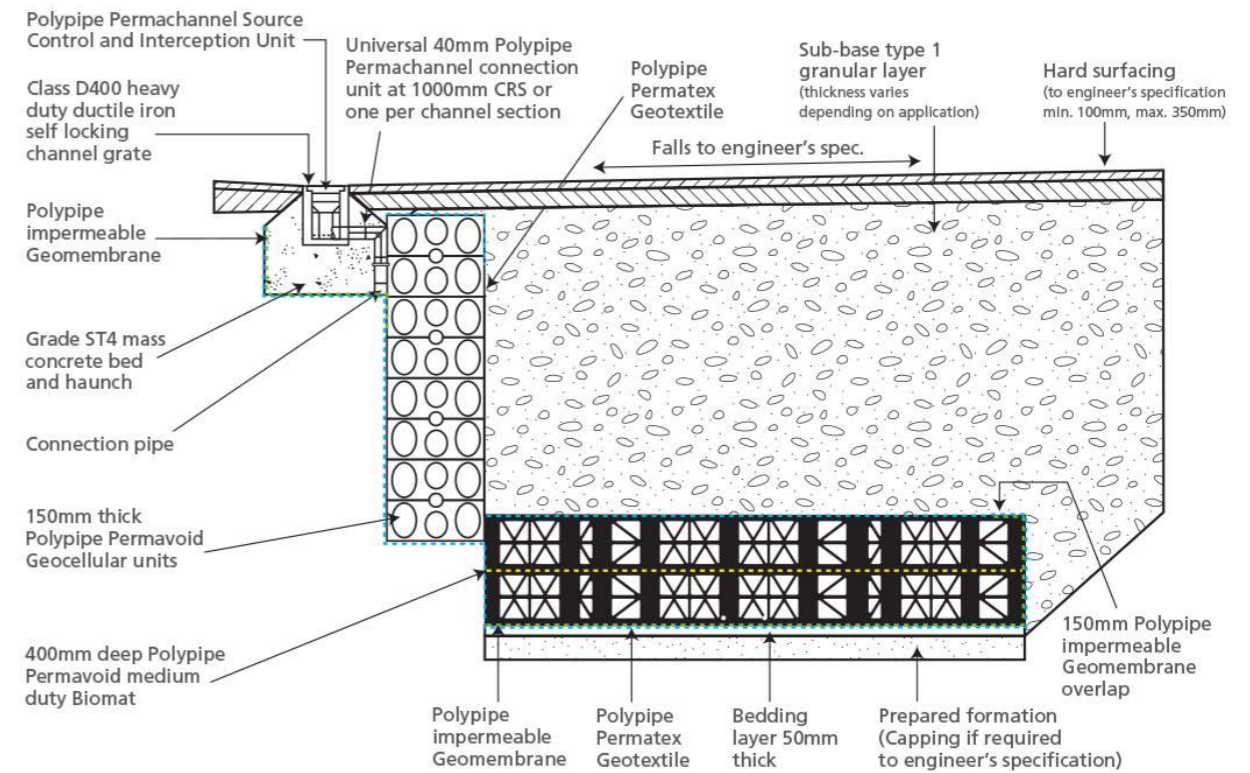 Polypipe Permachannel Source
Control and Interception Unit
Class D400 heavy
duty ductile iron
self locking
channel grate
Polypipe
impermeable
Geomembrane
Grade ST4 mass
concrete bed
and haunch
Connection pipe
150mm thick
Polypipe Permavoid
Geocellular units
400mm deep Polypipe
Permavoid medium
duty Biomat
Universal 40mm Polypipe
Permachannel connection
unit at 1000mm CRS or
one per channel section
Polypipe
Permatex
Geotextile
Sub-base type 1
granular layer
(thickness varies
depending on application)
Hard surfacing
(to engineer's specification
min. 100mm, max. 350mm)
Falls to engineer's spec.
150mm Polypipe
impermeable
Geomembrane
overlap
Polypipe
impermeable
Geomembrane
Polypipe
Permatex
Geotextile
Bedding
layer 50mm
thick
Prepared formation
(Capping if required
to engineer's specification)